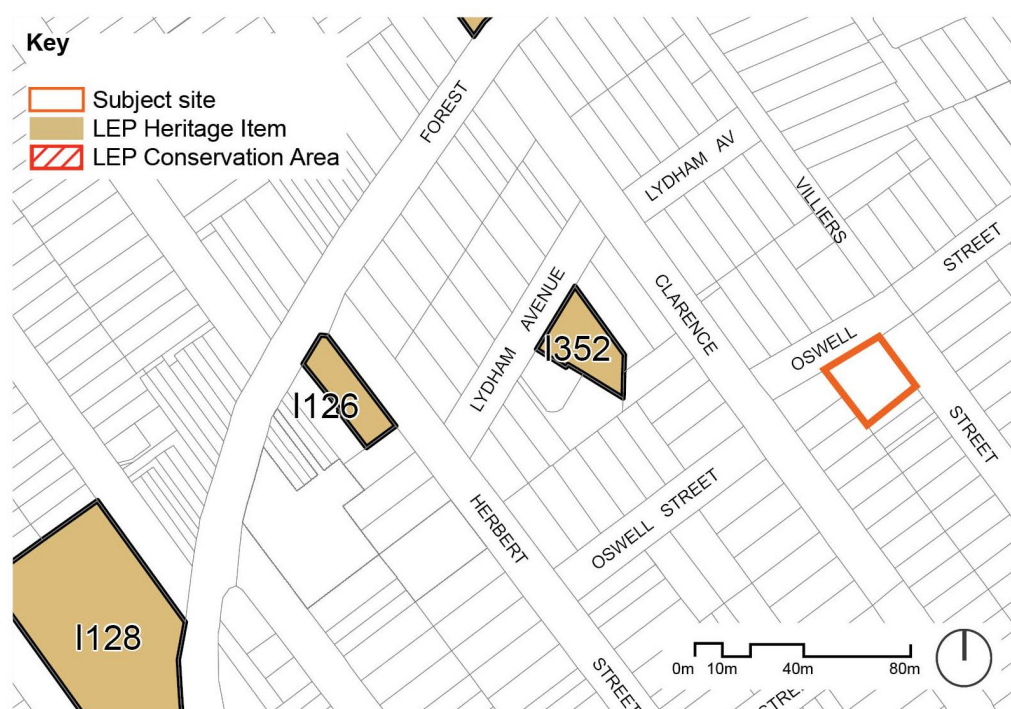 Key
Subject site
LEP Heritage Item
LEP Conservation Area
FOREST
LYDHAM AV
VILLIERS
STREET
LYDHAM AVENUE
CLARENCE
I352
OSWELL
I126
STREET
HERBERT
OSWELL STREET
I128
STREET
0m 10m 40m 80m